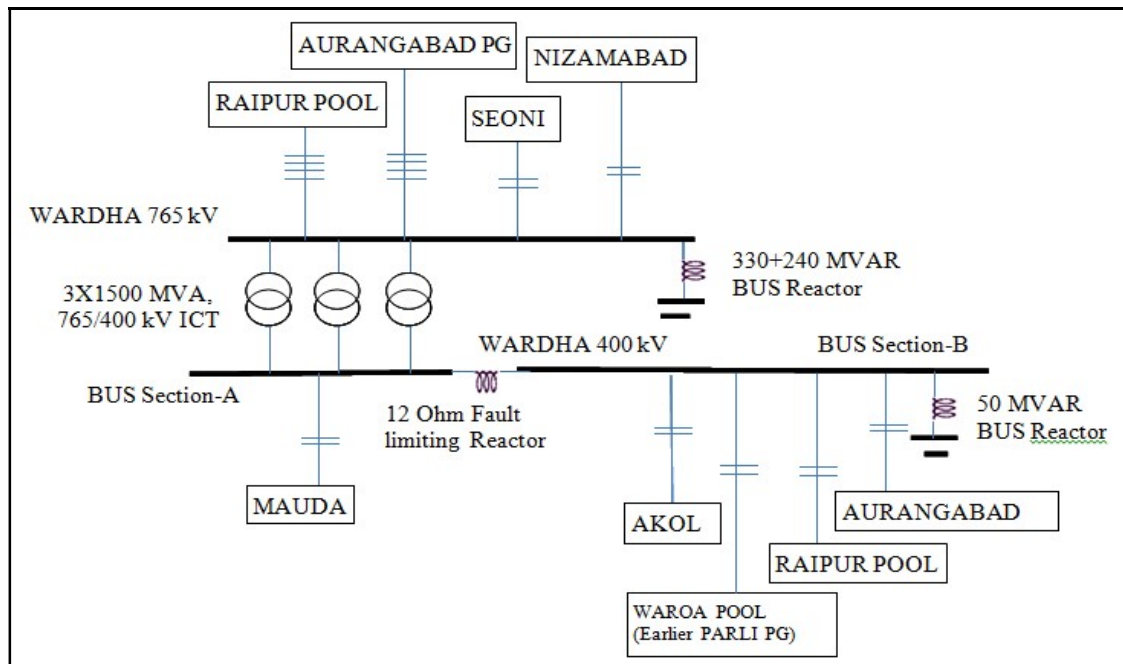 AURANGABAD PG
NIZAMABAD
RAIPUR POOL
SEONI
WARDHA 765 kV
330+240 MVAR
BUS Reactor
3X1500 MVA,
765/400 kV ICT
WARDHA 400 kV
BUS Section-B
BUS Section-A
12 Ohm Fault
limiting Reactor
50 MVAR
BUS Reactor
MAUDA
AKOL
AURANGABAD
RAIPUR POOL
WAROA POOL
(Earlier PARLI PG)